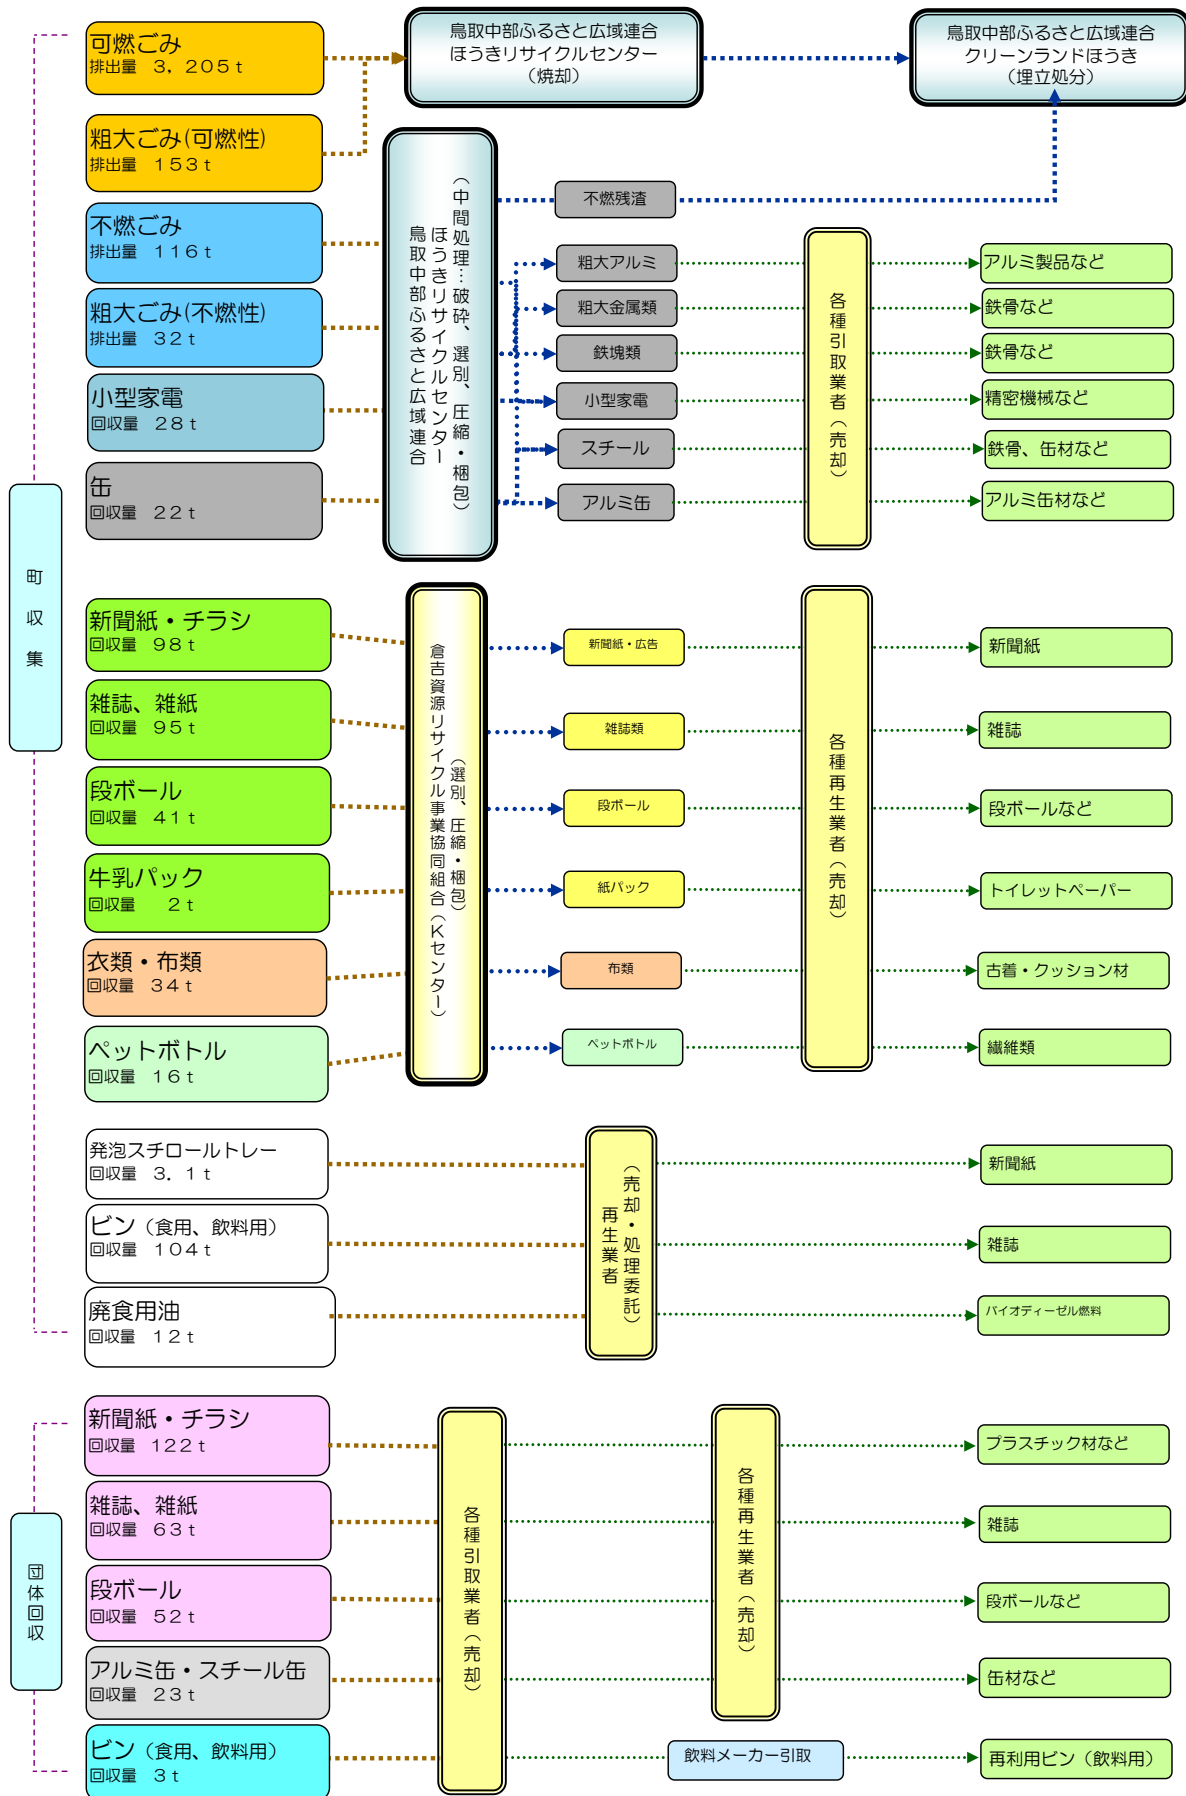 可燃ごみ
排出量　3，205ｔ
粗大ごみ(可燃性)
排出量　153ｔ
不燃ごみ
排出量　116ｔ
粗大ごみ(不燃性)
排出量　32ｔ
小型家電
回収量　28ｔ
缶
回収量　22ｔ
鳥取中部ふるさと広域連合
ほうきリサイクルセンター
（焼却）
鳥取中部ふるさと広域連合
クリーンランドほうき
（埋立処分）
鳥取中部ふるさと広域連合
ほうきリサイクルセンター
（中間処理…破砕、選別、圧縮・梱包）
不燃残渣
粗大アルミ
粗大金属類
鉄塊類
小型家電
スチール
アルミ缶
各種引取業者（売却）
アルミ製品など
鉄骨など
鉄骨など
精密機械など
鉄骨、缶材など
アルミ缶材など
町収集
新聞紙・チラシ
回収量　98ｔ
雑誌、雑紙
回収量　95ｔ
段ボール
回収量　41ｔ
牛乳パック
回収量　　2ｔ
衣類・布類
回収量　34ｔ
ペットボトル
回収量　16ｔ
倉吉資源リサイクル事業協同組合（Kセンター）
（選別、圧縮・梱包）
新聞紙・広告
雑誌類
段ボール
紙パック
布類
ペットボトル
各種再生業者（売却）
新聞紙
雑誌
段ボールなど
トイレットペーパー
古着・クッション材
繊維類
発泡スチロールトレー
回収量　3．1ｔ
ビン（食用、飲料用）
回収量　104ｔ
廃食用油
回収量　12ｔ
再生業者
（売却・処理委託）
新聞紙
雑誌
バイオディーゼル燃料
団体回収
新聞紙・チラシ
回収量　122ｔ
雑誌、雑紙
回収量　63ｔ
段ボール
回収量　52ｔ
アルミ缶・スチール缶
回収量　23ｔ
ビン（食用、飲料用）
回収量　3ｔ
各種引取業者（売却）
各種再生業者（売却）
飲料メーカー引取
プラスチック材など
雑誌
段ボールなど
缶材など
再利用ビン（飲料用）